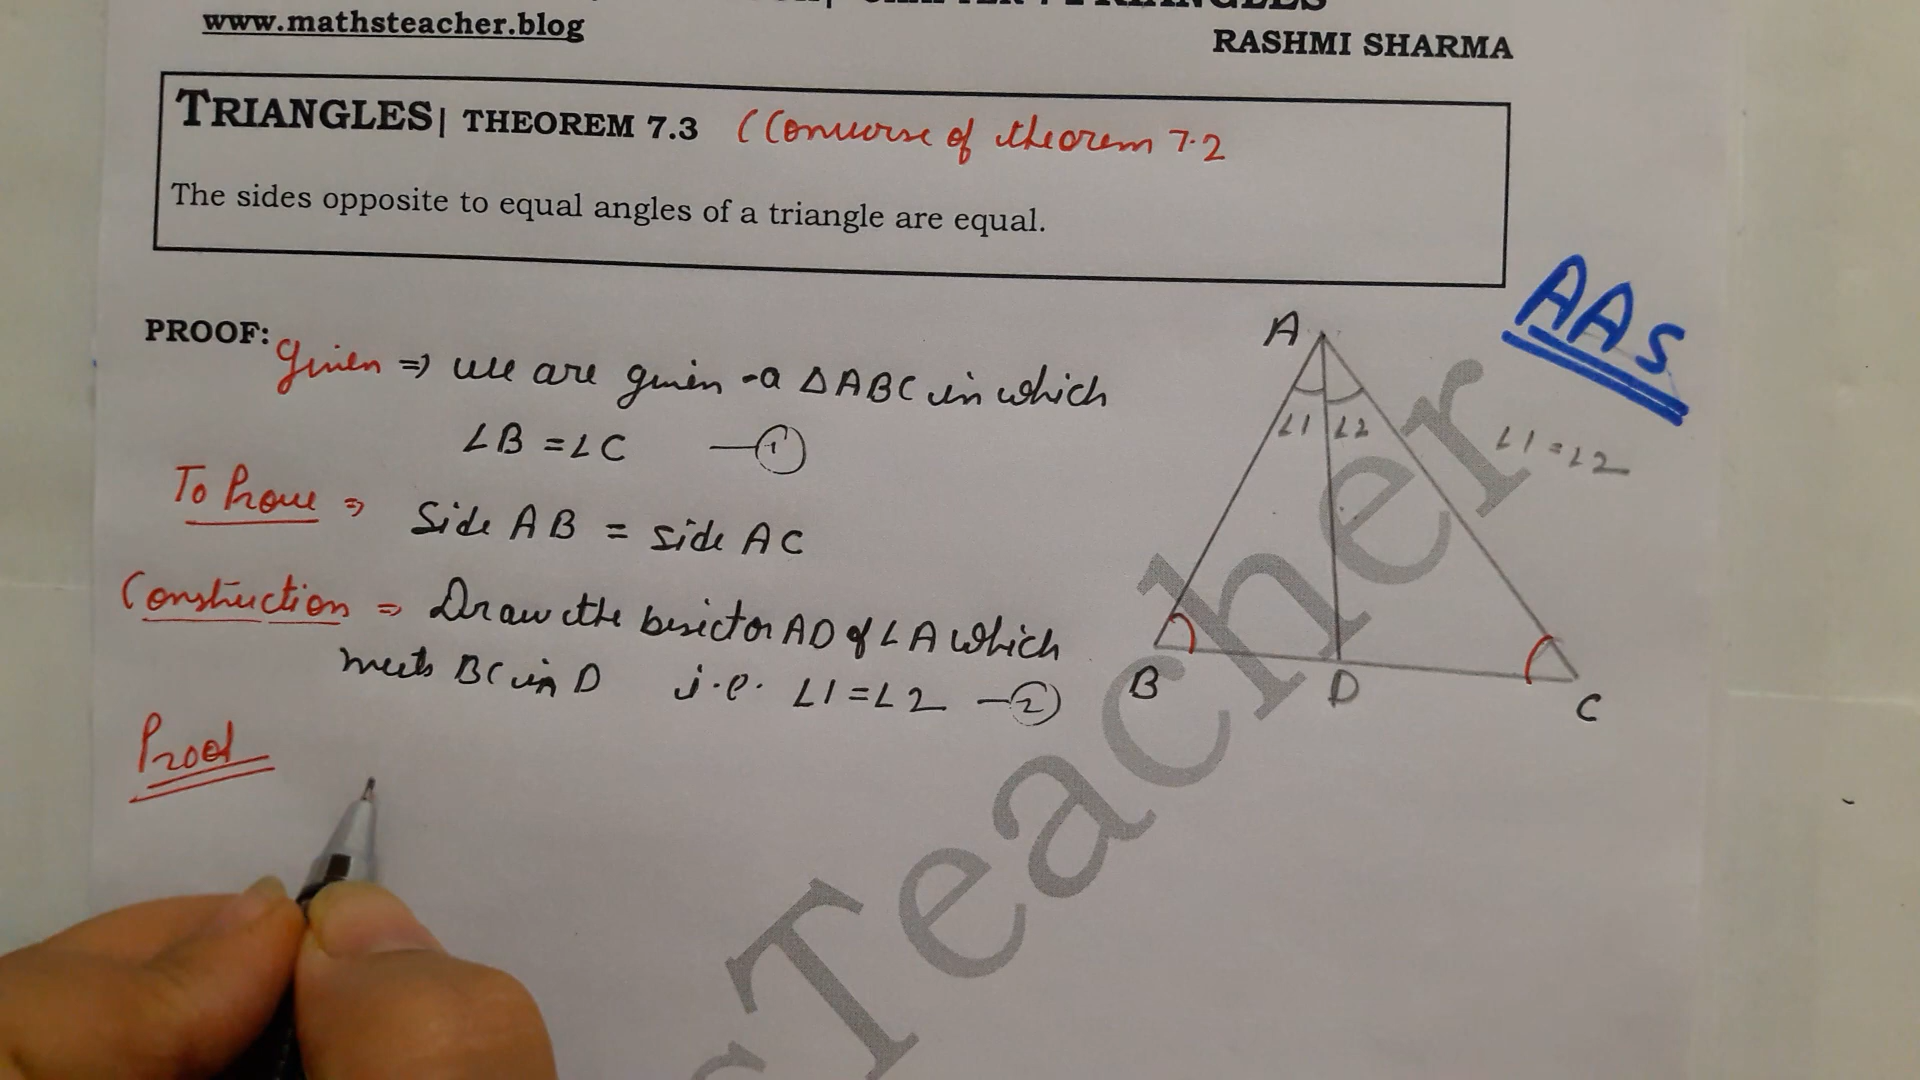 www.mathsteacher.blog
RASHMI SHARMA
TRIANGLES| THEOREM 7.3 (Converse of theorem 7.2
The sides opposite to equal angles of a triangle are equal.
AAS
PROOF:
Given ⇒ we are given a △ABC in which
∠B = ∠C —①
To Prove ⇒ Side AB = side AC
Construction ⇒ Draw the bisector AD of ∠A which
meets BC in D i.e. ∠1 = ∠2 —②
Proof
A
∠1 ∠2
∠1 = ∠2
B
D
C
Teacher